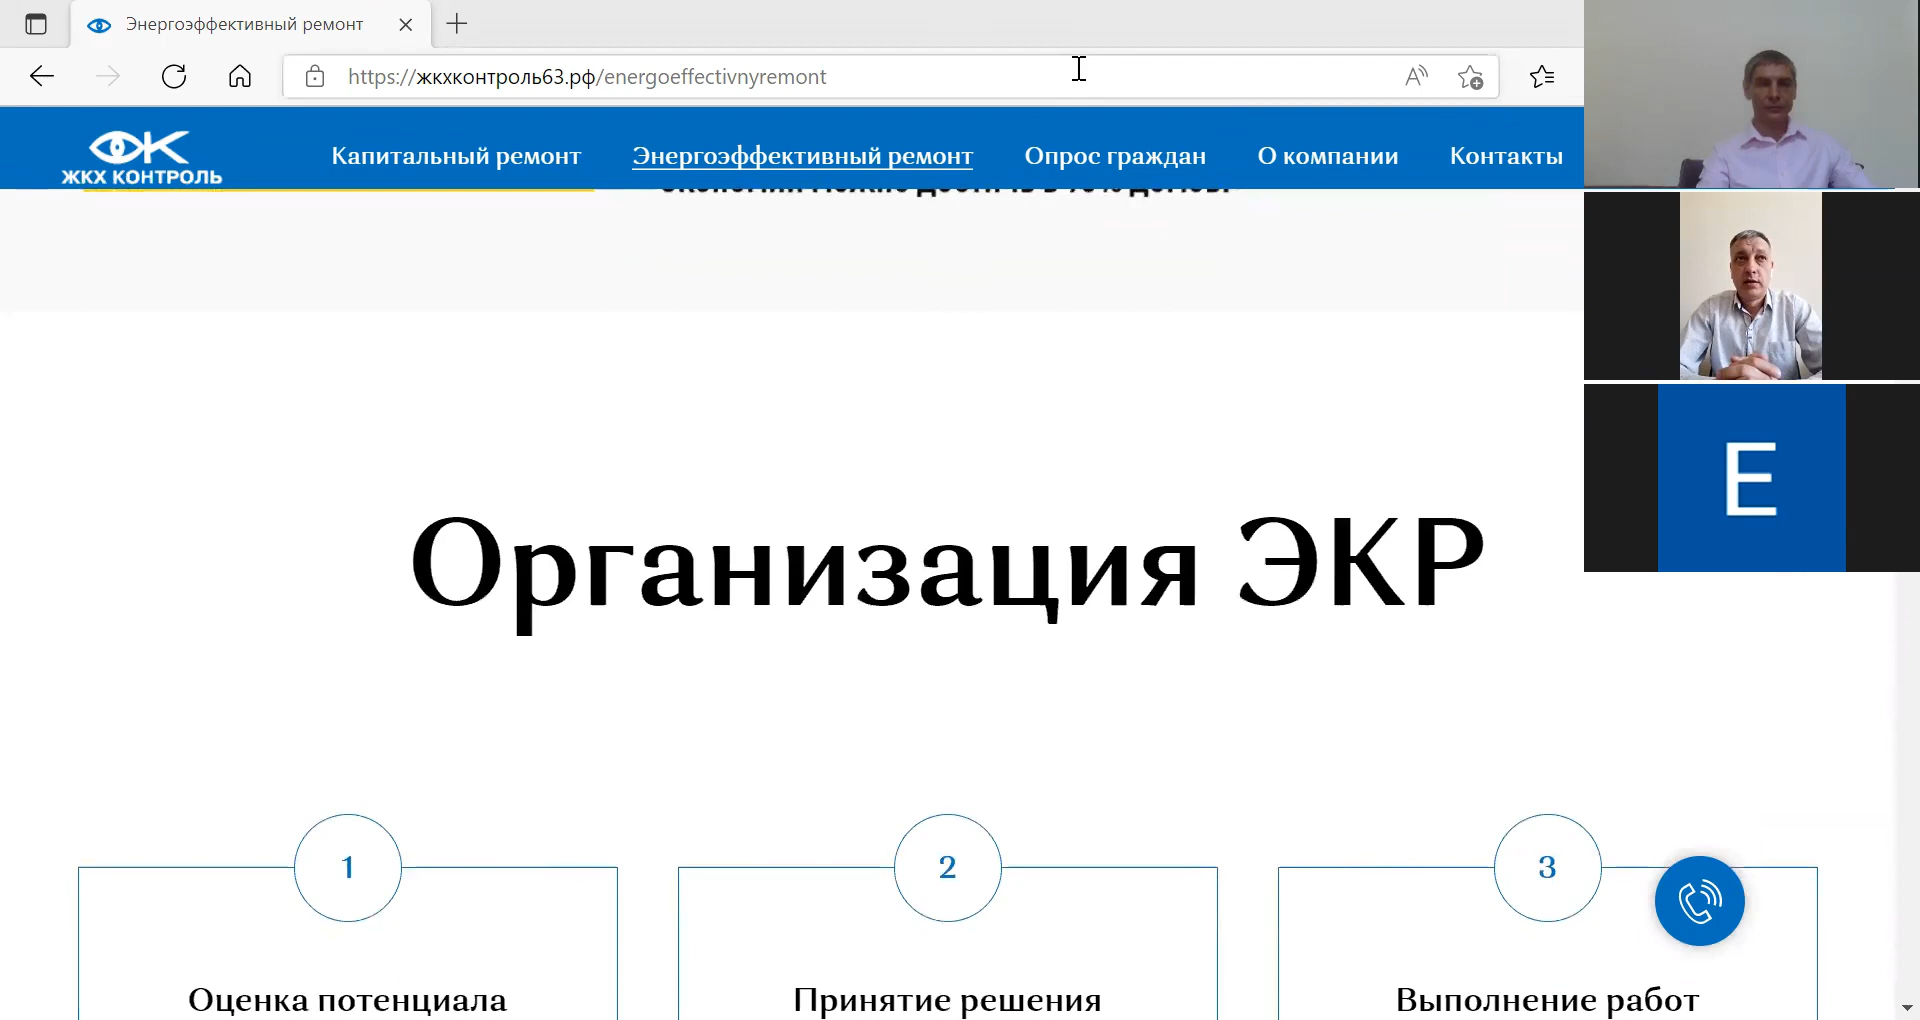 Энергоэффективный ремонт
https://жкхконтроль63.рф/energoeffectivnyremont
ЖКХ КОНТРОЛЬ
Капитальный ремонт
Энергоэффективный ремонт
Опрос граждан
О компании
Контакты
E
Организация ЭКР
1
2
3
Оценка потенциала
Принятие решения
Выполнение работ